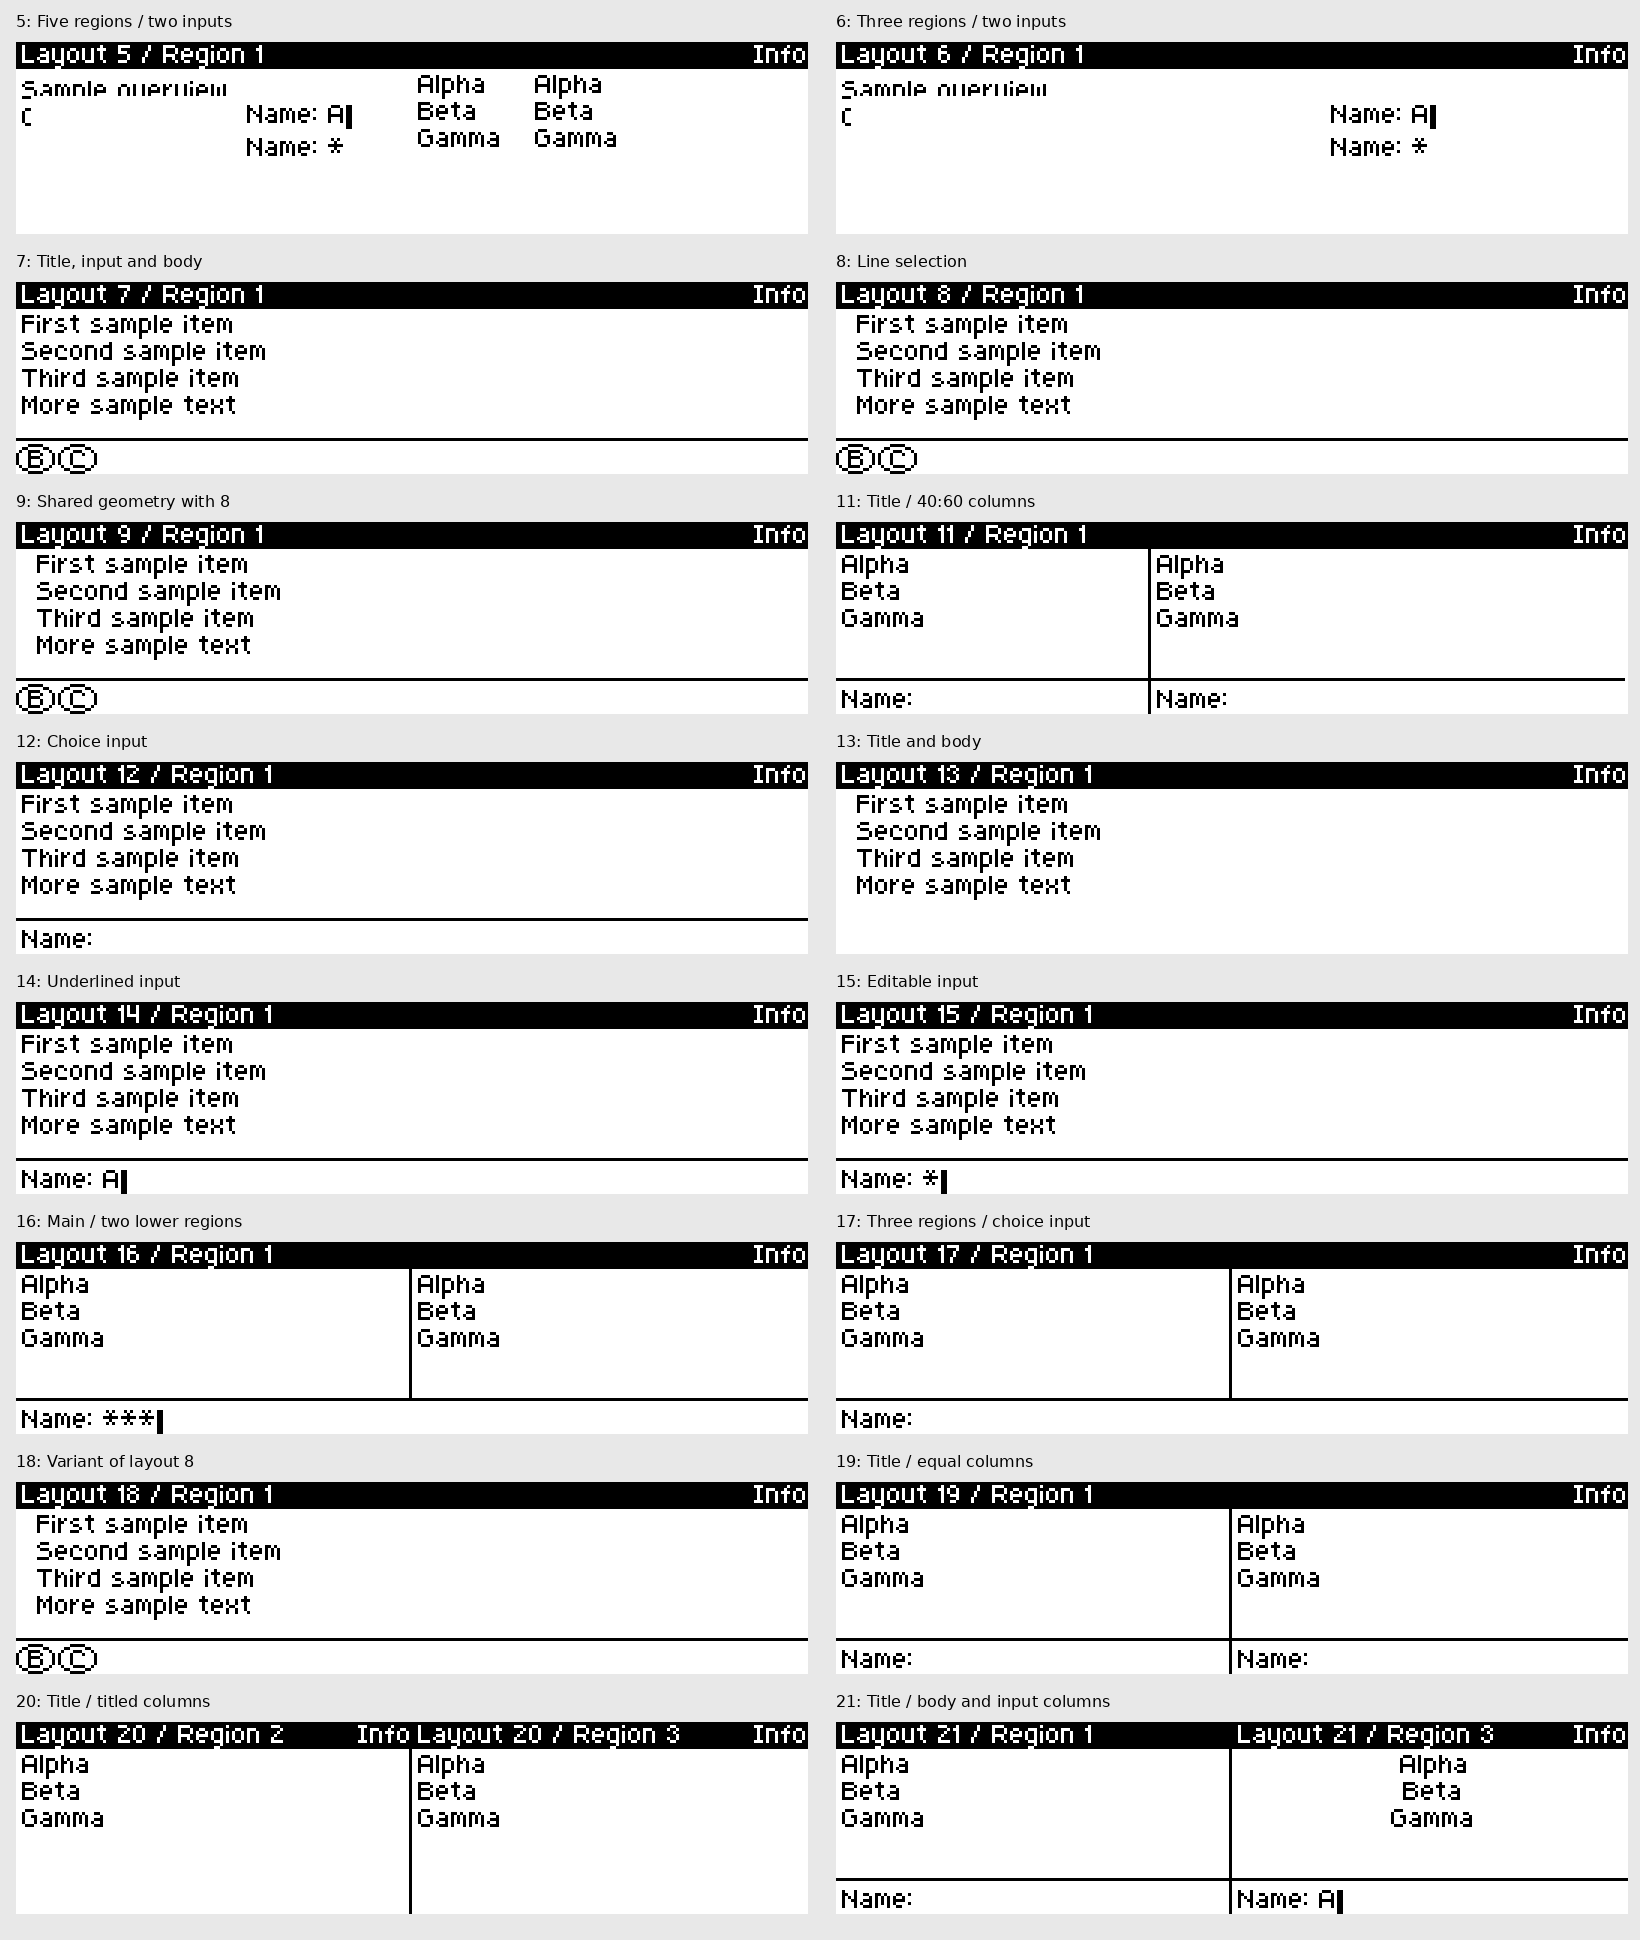 5: Five regions / two inputs
Layout 5 / Region 1 Info
Sample overview
Name: A
Name: *
Alpha
Beta
Gamma
Alpha
Beta
Gamma
6: Three regions / two inputs
Layout 6 / Region 1 Info
Sample overview
Name: A
Name: *
7: Title, input and body
Layout 7 / Region 1 Info
First sample item
Second sample item
Third sample item
More sample text
B C
8: Line selection
Layout 8 / Region 1 Info
First sample item
Second sample item
Third sample item
More sample text
B C
9: Shared geometry with 8
Layout 9 / Region 1 Info
First sample item
Second sample item
Third sample item
More sample text
B C
11: Title / 40:60 columns
Layout 11 / Region 1 Info
Alpha
Beta
Gamma
Name:
Alpha
Beta
Gamma
Name:
12: Choice input
Layout 12 / Region 1 Info
First sample item
Second sample item
Third sample item
More sample text
Name:
13: Title and body
Layout 13 / Region 1 Info
First sample item
Second sample item
Third sample item
More sample text
14: Underlined input
Layout 14 / Region 1 Info
First sample item
Second sample item
Third sample item
More sample text
Name: A
15: Editable input
Layout 15 / Region 1 Info
First sample item
Second sample item
Third sample item
More sample text
Name: *
16: Main / two lower regions
Layout 16 / Region 1 Info
Alpha
Beta
Gamma
Alpha
Beta
Gamma
Name: ***
17: Three regions / choice input
Layout 17 / Region 1 Info
Alpha
Beta
Gamma
Alpha
Beta
Gamma
Name:
18: Variant of layout 8
Layout 18 / Region 1 Info
First sample item
Second sample item
Third sample item
More sample text
B C
19: Title / equal columns
Layout 19 / Region 1 Info
Alpha
Beta
Gamma
Name:
Alpha
Beta
Gamma
Name:
20: Title / titled columns
Layout 20 / Region 2 Info
Alpha
Beta
Gamma
Layout 20 / Region 3 Info
Alpha
Beta
Gamma
21: Title / body and input columns
Layout 21 / Region 1
Alpha
Beta
Gamma
Name:
Layout 21 / Region 3 Info
Alpha
Beta
Gamma
Name: A